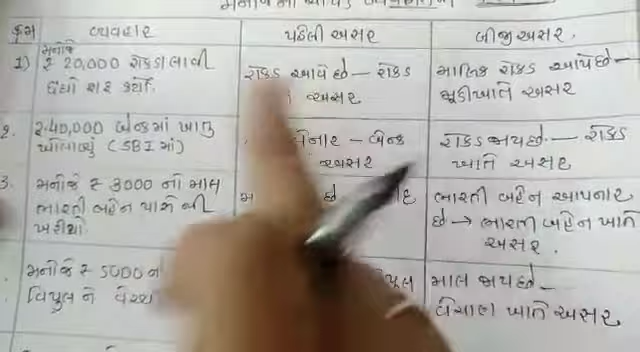 ક્રમ વ્યવહાર પહેલી અસર બીજી અસર.
1) મનોજે
₹ 20,000 રોકડા લાવી
ધંધો શરૂ કર્યો.
રોકડ આવે છે — રોકડ
અસર
માલિક રોકડ આપે છે —
મૂડીખાતે અસર
2. ₹ 40,000 બેન્કમાં ખાતુ
ખોલાવ્યું (SBI માં)
લેનાર - બેન્ક
અસર
રોકડ જાય છે. — રોકડ
ખાતે અસર
3. મનોજે ₹ 3000 નો માલ
ભારતી બહેન પાસે થી
ખરીદ્યો
છે
ભારતી બહેન આપનાર
છે → ભારતી બહેન ખાતે
અસર.
મનોજે ₹ 5000 ન
વિપુલ ને વેચ્ય
માલ જાય છે —
વેચાણ ખાતે અસર